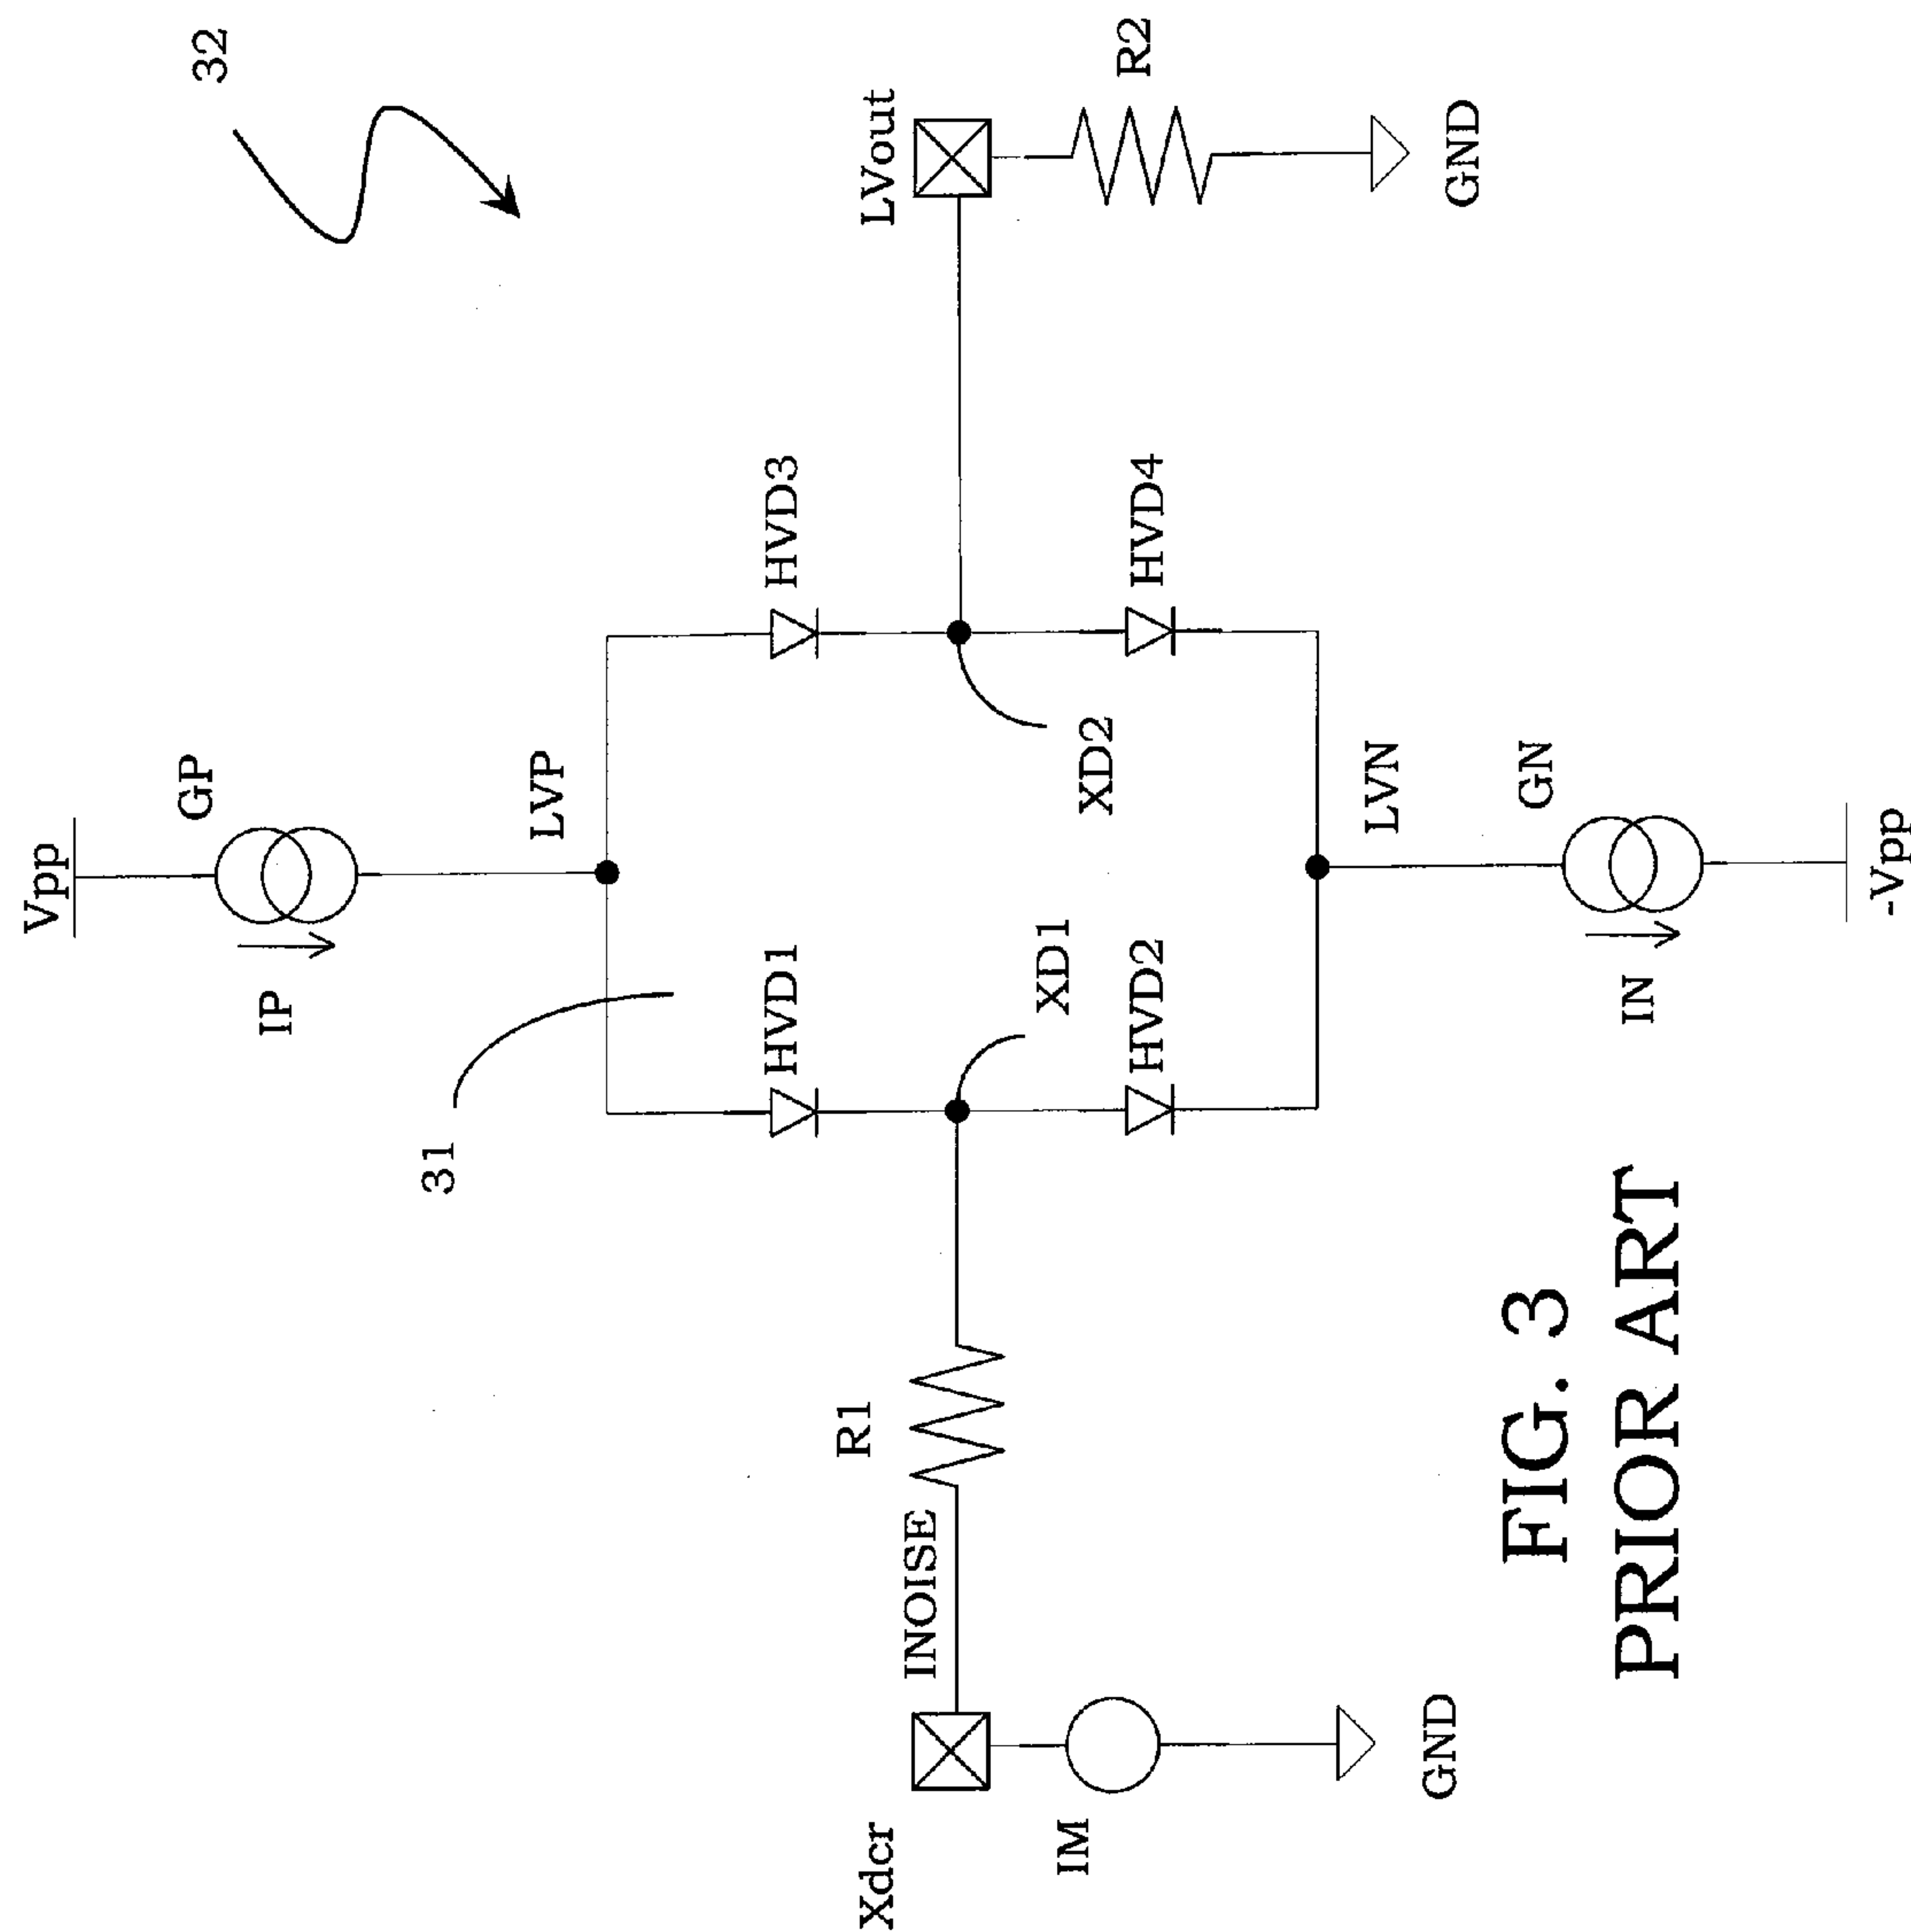 32
Vpp
GP
IP
LVP
31
HVD1
HVD3
LVout
R2
GND
XD1
XD2
HVD2
HVD4
R1
INOISE
Xdcr
IM
GND
LVN
GN
IN
-Vpp
FIG. 3
PRIOR ART